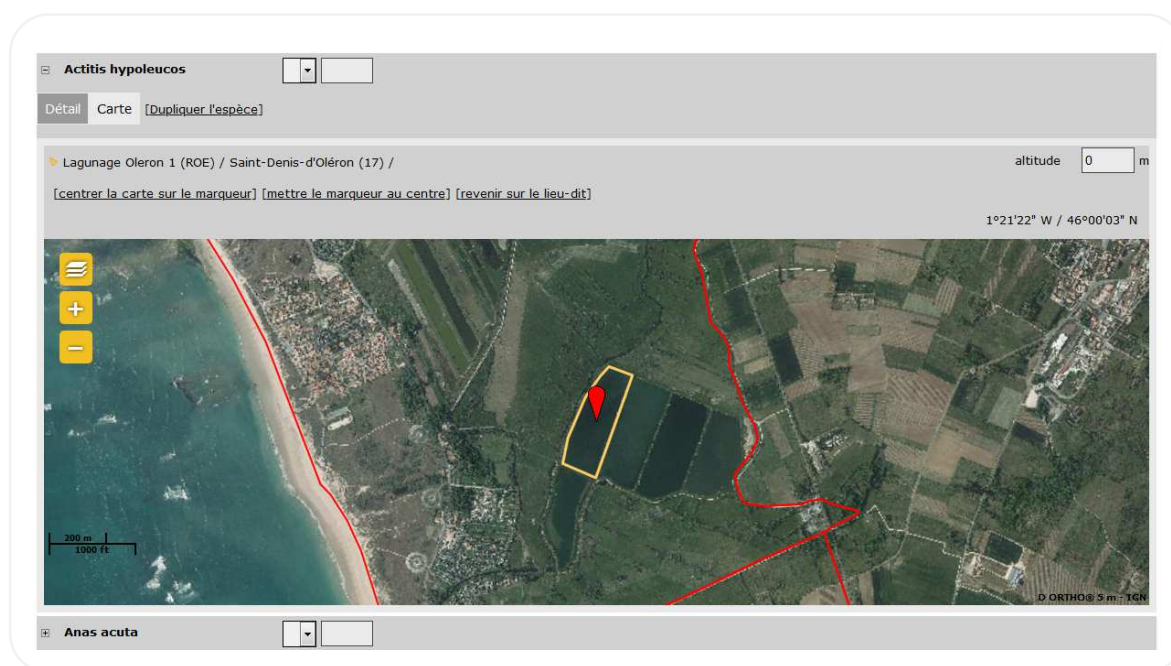 Actitis hypoleucos
Détail Carte [Dupliquer l'espèce]
Lagunage Oleron 1 (ROE) / Saint-Denis-d'Oléron (17) / altitude 0 m
[centrer la carte sur le marqueur] [mettre le marqueur au centre] [revenir sur le lieu-dit]
1°21'22" W / 46°00'03" N
+
−
200 m
1000 ft
D ORTHO® 5 m - IGN
Anas acuta